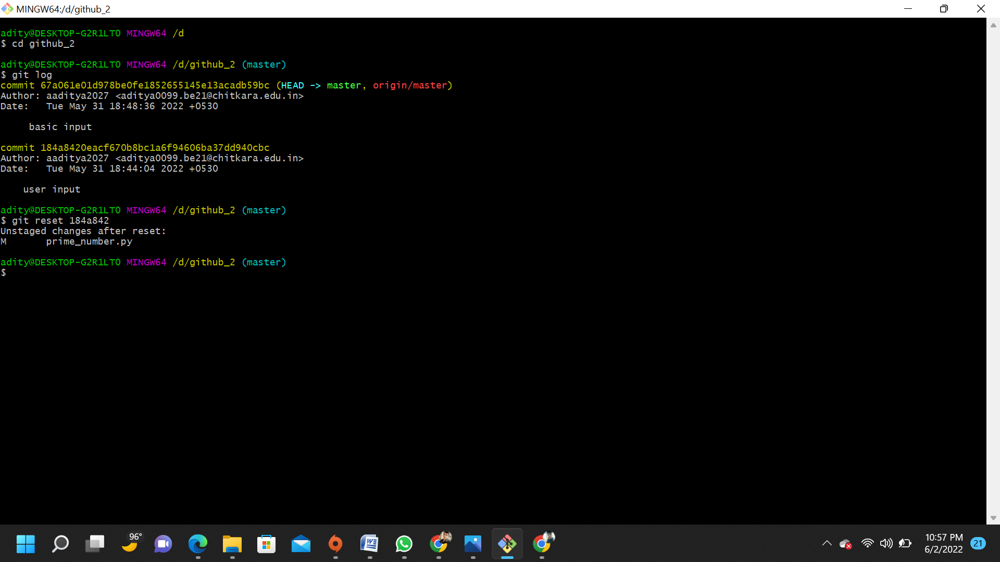 MINGW64:/d/github_2
adity@DESKTOP-G2R1LTO MINGW64 /d
$ cd github_2
adity@DESKTOP-G2R1LTO MINGW64 /d/github_2 (master)
$ git log
commit 67a061e01d978be0fe1852655145e13acadb59bc (HEAD -> master, origin/master)
Author: aaditya2027 <aditya0099.be21@chitkara.edu.in>
Date:   Tue May 31 18:48:36 2022 +0530
     basic input
commit 184a8420eacf670b8bc1a6f94606ba37dd940cbc
Author: aaditya2027 <aditya0099.be21@chitkara.edu.in>
Date:   Tue May 31 18:44:04 2022 +0530
    user input
adity@DESKTOP-G2R1LTO MINGW64 /d/github_2 (master)
$ git reset 184a842
Unstaged changes after reset:
M       prime_number.py
adity@DESKTOP-G2R1LTO MINGW64 /d/github_2 (master)
$
96°
W
10:57 PM
6/2/2022
21